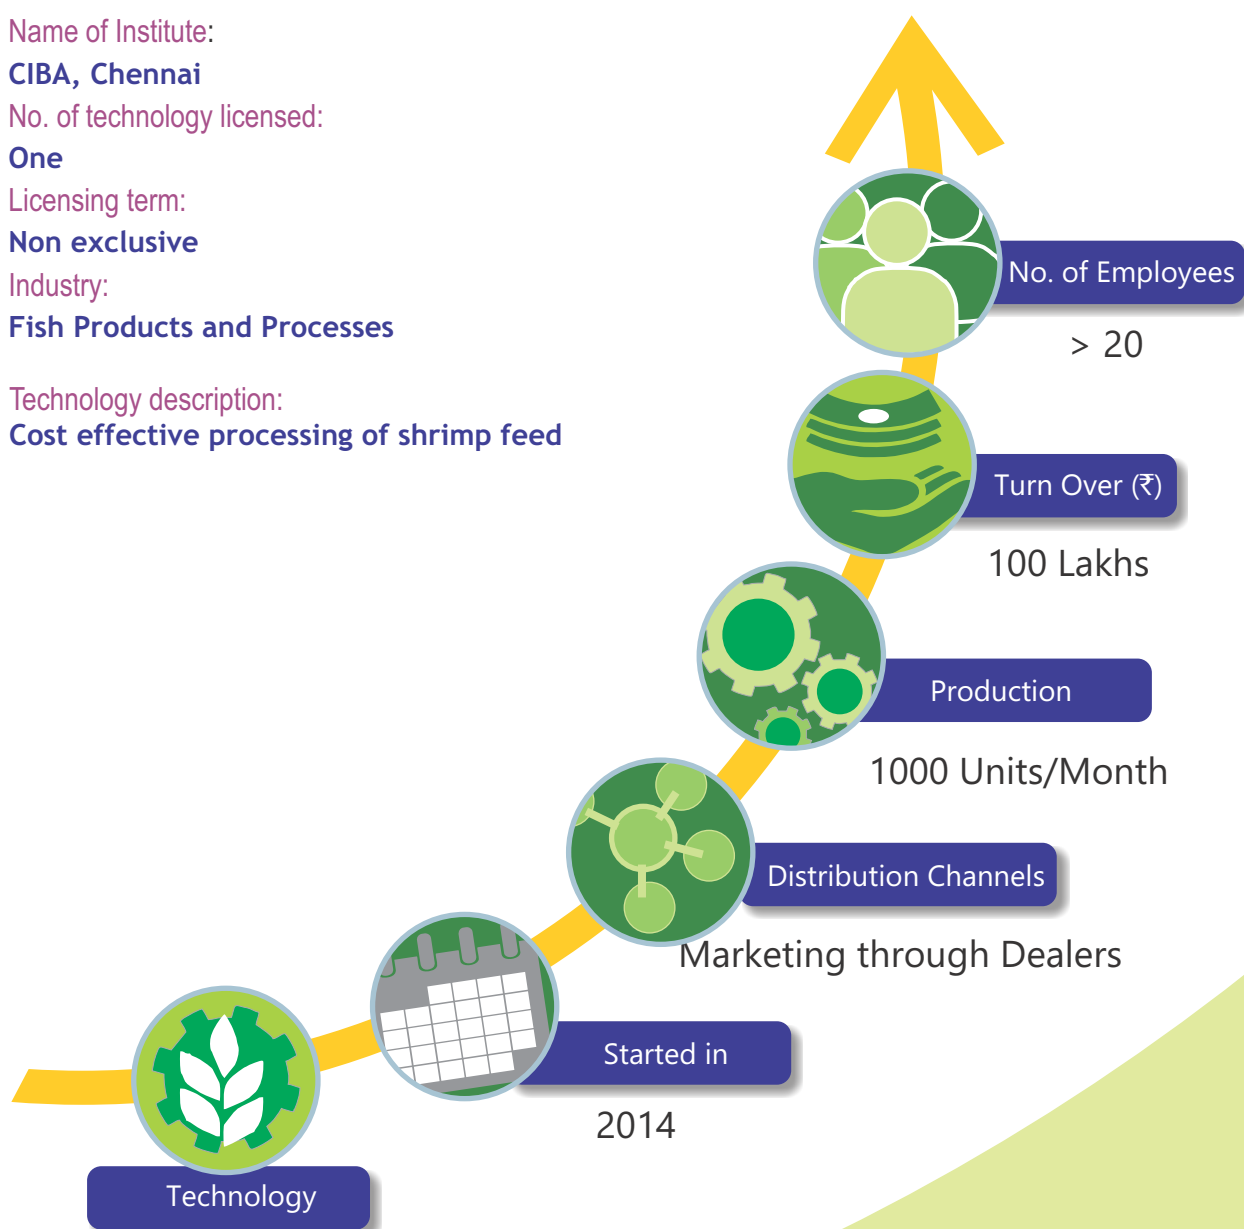 Name of Institute:
CIBA, Chennai
No. of technology licensed:
One
Licensing term:
Non exclusive
Industry:
Fish Products and Processes
Technology description:
Cost effective processing of shrimp feed
No. of Employees
> 20
Turn Over (₹)
100 Lakhs
Production
1000 Units/Month
Distribution Channels
Marketing through Dealers
Started in
2014
Technology